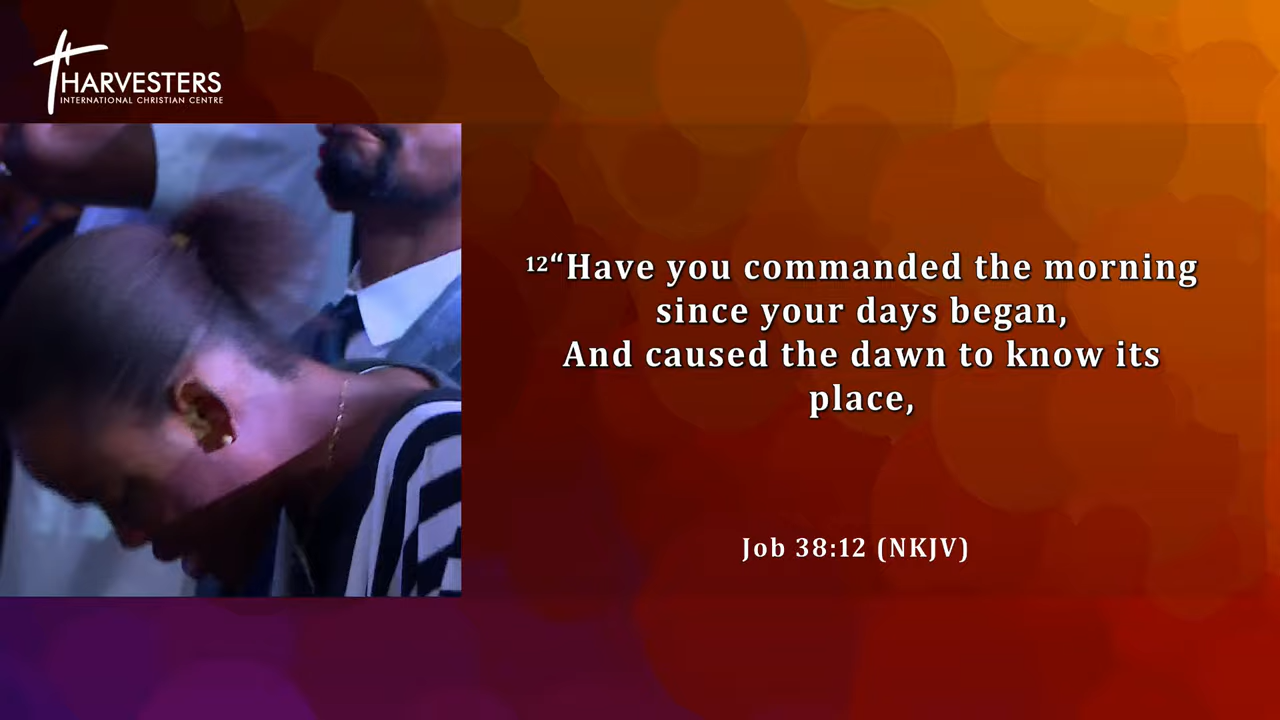 HARVESTERS
INTERNATIONAL CHRISTIAN CENTRE
12“Have you commanded the morning
since your days began,
And caused the dawn to know its
place,
Job 38:12 (NKJV)